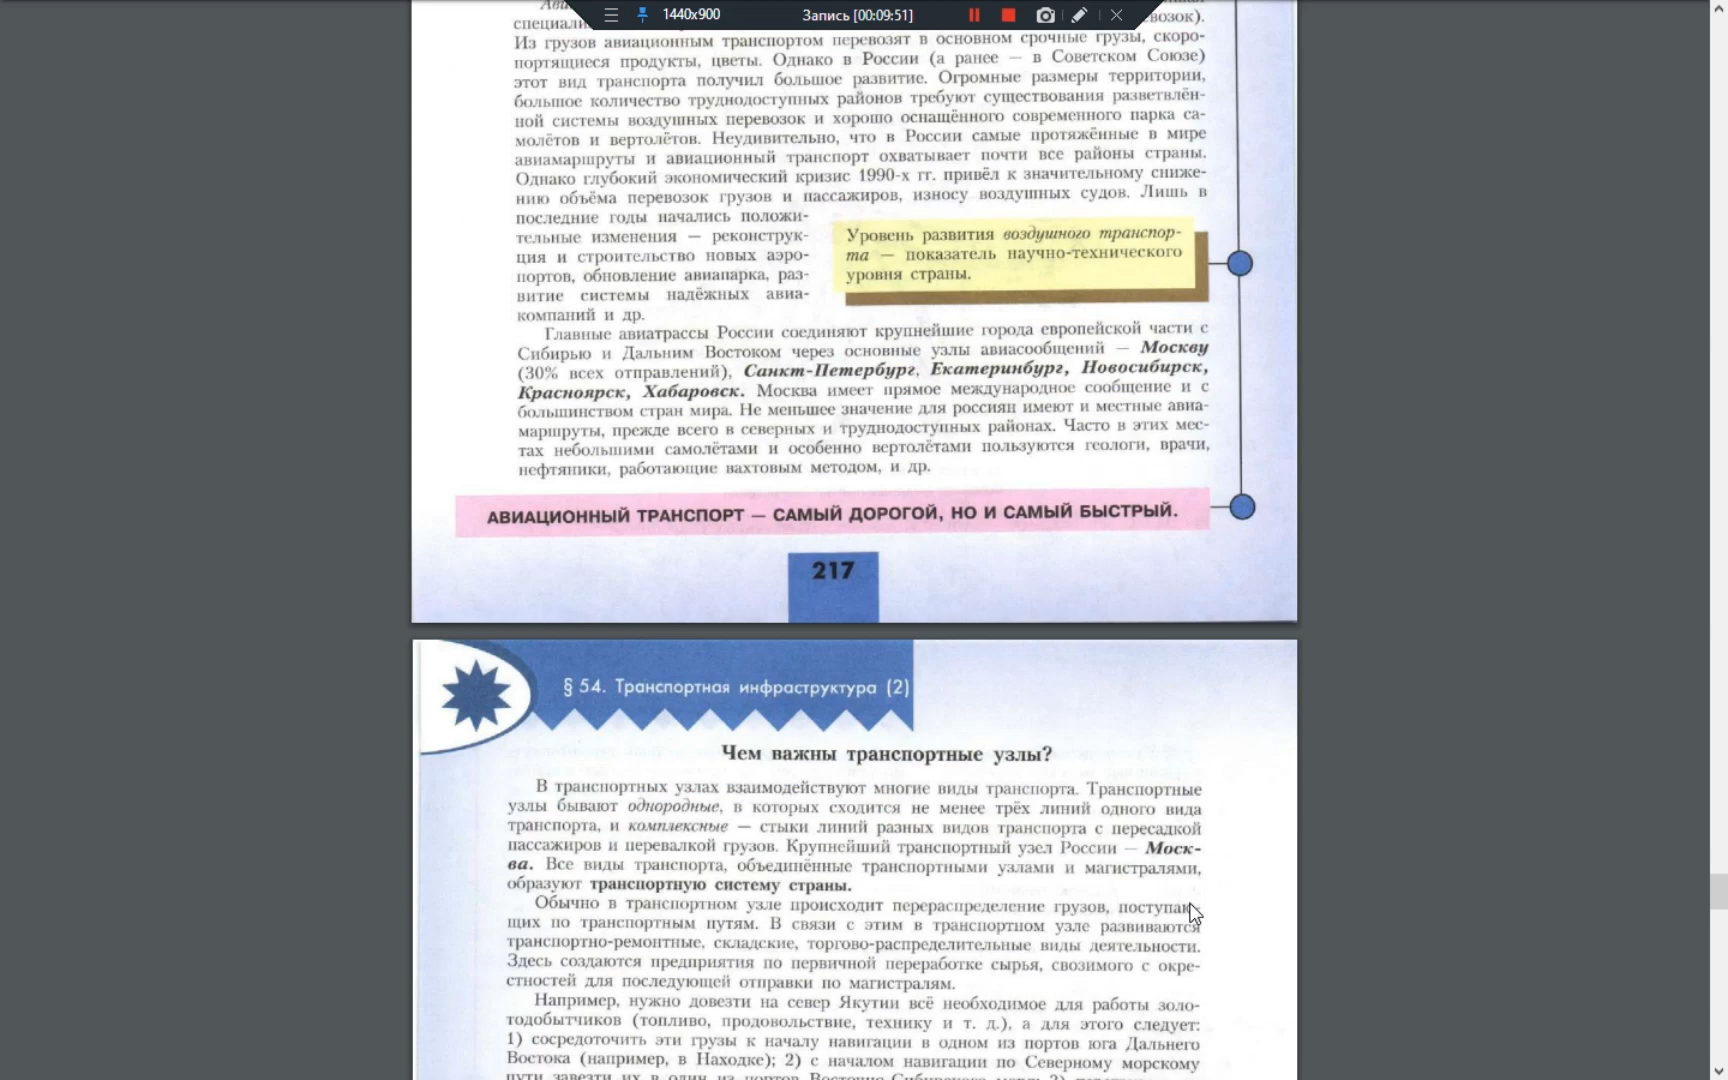 1440x900
Запись [00:09:51]
специали
возок).
Из грузов авиационным транспортом перевозят в основном срочные грузы, скоро-
портящиеся продукты, цветы. Однако в России (а ранее — в Советском Союзе)
этот вид транспорта получил большое развитие. Огромные размеры территории,
большое количество труднодоступных районов требуют существования разветвлён-
ной системы воздушных перевозок и хорошо оснащённого современного парка са-
молётов и вертолётов. Неудивительно, что в России самые протяжённые в мире
авиамаршруты и авиационный транспорт охватывает почти все районы страны.
Однако глубокий экономический кризис 1990-х гг. привёл к значительному сниже-
нию объёма перевозок грузов и пассажиров, износу воздушных судов. Лишь в
последние годы начались положи-
тельные изменения — реконструк-
ция и строительство новых аэро-
портов, обновление авиапарка, раз-
витие системы надёжных авиа-
компаний и др.
Уровень развития воздушного транспор-
та — показатель научно-технического
уровня страны.
Главные авиатрассы России соединяют крупнейшие города европейской части с
Сибирью и Дальним Востоком через основные узлы авиасообщений — Москву
(30% всех отправлений), Санкт-Петербург, Екатеринбург, Новосибирск,
Красноярск, Хабаровск. Москва имеет прямое международное сообщение и с
большинством стран мира. Не меньшее значение для россиян имеют и местные авиа-
маршруты, прежде всего в северных и труднодоступных районах. Часто в этих мес-
тах небольшими самолётами и особенно вертолётами пользуются геологи, врачи,
нефтяники, работающие вахтовым методом, и др.
АВИАЦИОННЫЙ ТРАНСПОРТ — САМЫЙ ДОРОГОЙ, НО И САМЫЙ БЫСТРЫЙ.
217
§ 54. Транспортная инфраструктура (2)
Чем важны транспортные узлы?
В транспортных узлах взаимодействуют многие виды транспорта. Транспортные
узлы бывают однородные, в которых сходится не менее трёх линий одного вида
транспорта, и комплексные — стыки линий разных видов транспорта с пересадкой
пассажиров и перевалкой грузов. Крупнейший транспортный узел России — Моск-
ва. Все виды транспорта, объединённые транспортными узлами и магистралями,
образуют транспортную систему страны.
Обычно в транспортном узле происходит перераспределение грузов, поступаю-
щих по транспортным путям. В связи с этим в транспортном узле развиваются
транспортно-ремонтные, складские, торгово-распределительные виды деятельности.
Здесь создаются предприятия по первичной переработке сырья, свозимого с окре-
стностей для последующей отправки по магистралям.
Например, нужно довезти на север Якутии всё необходимое для работы золо-
тодобытчиков (топливо, продовольствие, технику и т. д.), а для этого следует:
1) сосредоточить эти грузы к началу навигации в одном из портов юга Дальнего
Востока (например, в Находке); 2) с началом навигации по Северному морскому
пути завезти их в один из портов